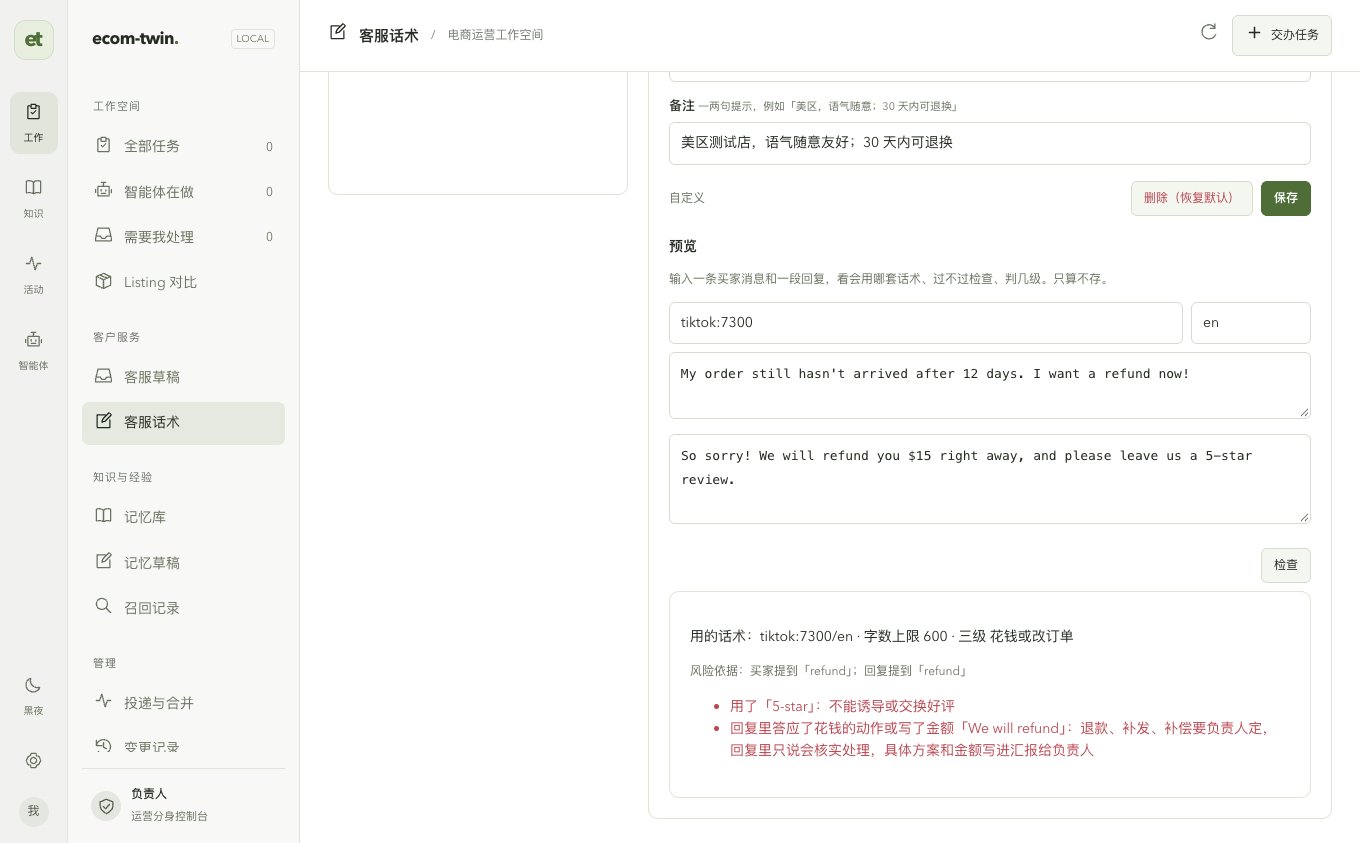 et
工作
知识
活动
智能体
黑夜
我
ecom-twin.
LOCAL
工作空间
全部任务 0
智能体在做 0
需要我处理 0
Listing 对比
客户服务
客服草稿
客服话术
知识与经验
记忆库
记忆草稿
召回记录
管理
投递与合并
变更记录
负责人
运营分身控制台
客服话术 / 电商运营工作空间
交办任务
备注 一两句提示，例如「美区，语气随意；30 天内可退换」
美区测试店，语气随意友好；30 天内可退换
自定义
删除（恢复默认）
保存
预览
输入一条买家消息和一段回复，看会用哪套话术、过不过检查、判几级。只算不存。
tiktok:7300
en
My order still hasn't arrived after 12 days. I want a refund now!
So sorry! We will refund you $15 right away, and please leave us a 5-star
review.
检查
用的话术：tiktok:7300/en · 字数上限 600 · 三级 花钱或改订单
风险依据：买家提到「refund」；回复提到「refund」
用了「5-star」：不能诱导或交换好评
回复里答应了花钱的动作或写了金额「We will refund」：退款、补发、补偿要负责人定，
回复里只说会核实处理，具体方案和金额写进汇报给负责人